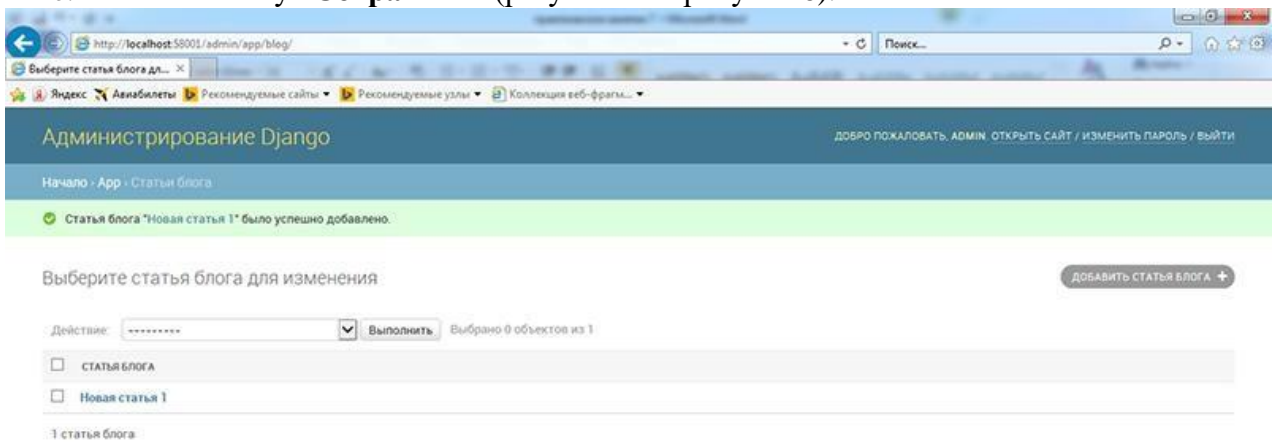 http://localhost:58001/admin/app/blog/
Поиск...
Выберите статья блога дл...
Яндекс Авиабилеты Рекомендуемые сайты Рекомендуемые узлы Коллекция веб-фрагм...
Администрирование Django
ДОБРО ПОЖАЛОВАТЬ, ADMIN. ОТКРЫТЬ САЙТ / ИЗМЕНИТЬ ПАРОЛЬ / ВЫЙТИ
Начало › App › Статьи блога
Статья блога "Новая статья 1" было успешно добавлено.
Выберите статья блога для изменения
ДОБАВИТЬ СТАТЬЯ БЛОГА +
Действие: --------- Выполнить Выбрано 0 объектов из 1
СТАТЬЯ БЛОГА
Новая статья 1
1 статья блога